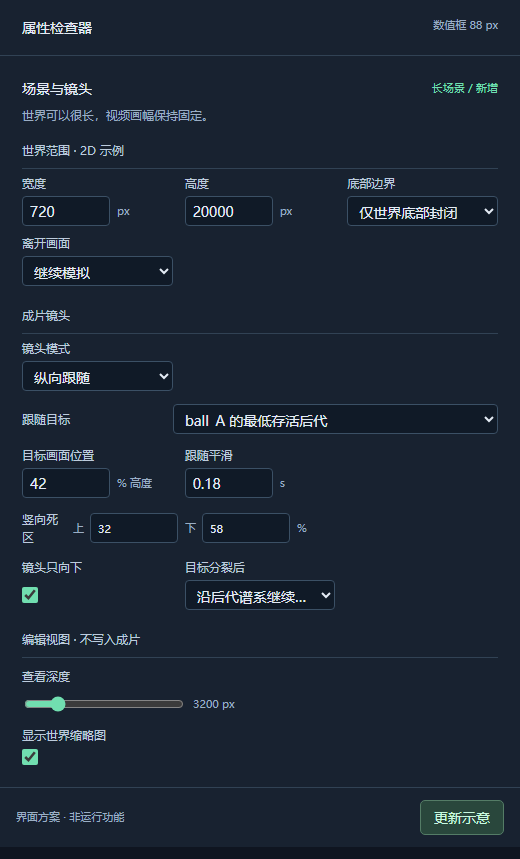 属性检查器 数值框 88 px
场景与镜头 长场景 / 新增
世界可以很长，视频画幅保持固定。
世界范围 · 2D 示例
宽度 高度 底部边界
720 px 20000 px 仅世界底部封闭
离开画面
继续模拟
成片镜头
镜头模式
纵向跟随
跟随目标 ball A 的最低存活后代
目标画面位置 跟随平滑
42 % 高度 0.18 s
竖向死
区 上 32 下 58 %
镜头只向下 目标分裂后
沿后代谱系继续...
编辑视图 · 不写入成片
查看深度
3200 px
显示世界缩略图
界面方案 · 非运行功能 更新示意